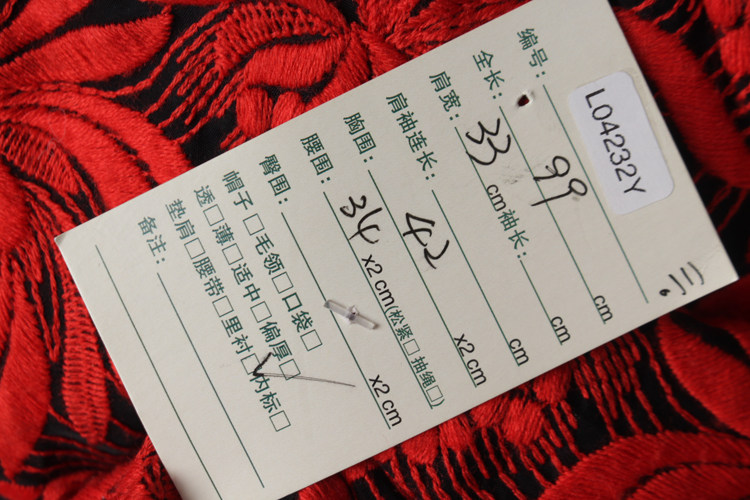 编号: L04232Y 三.
全长: 99 cm
肩宽: 33 cm 袖长: cm
肩袖连长: cm
胸围: 42 x2 cm
腰围: 34 x2 cm(松紧□ 抽绳□)
臀围: x2 cm
帽子□毛领□口袋□
透□薄□适中□偏厚□
垫肩□腰带□里衬□内标□
备注: